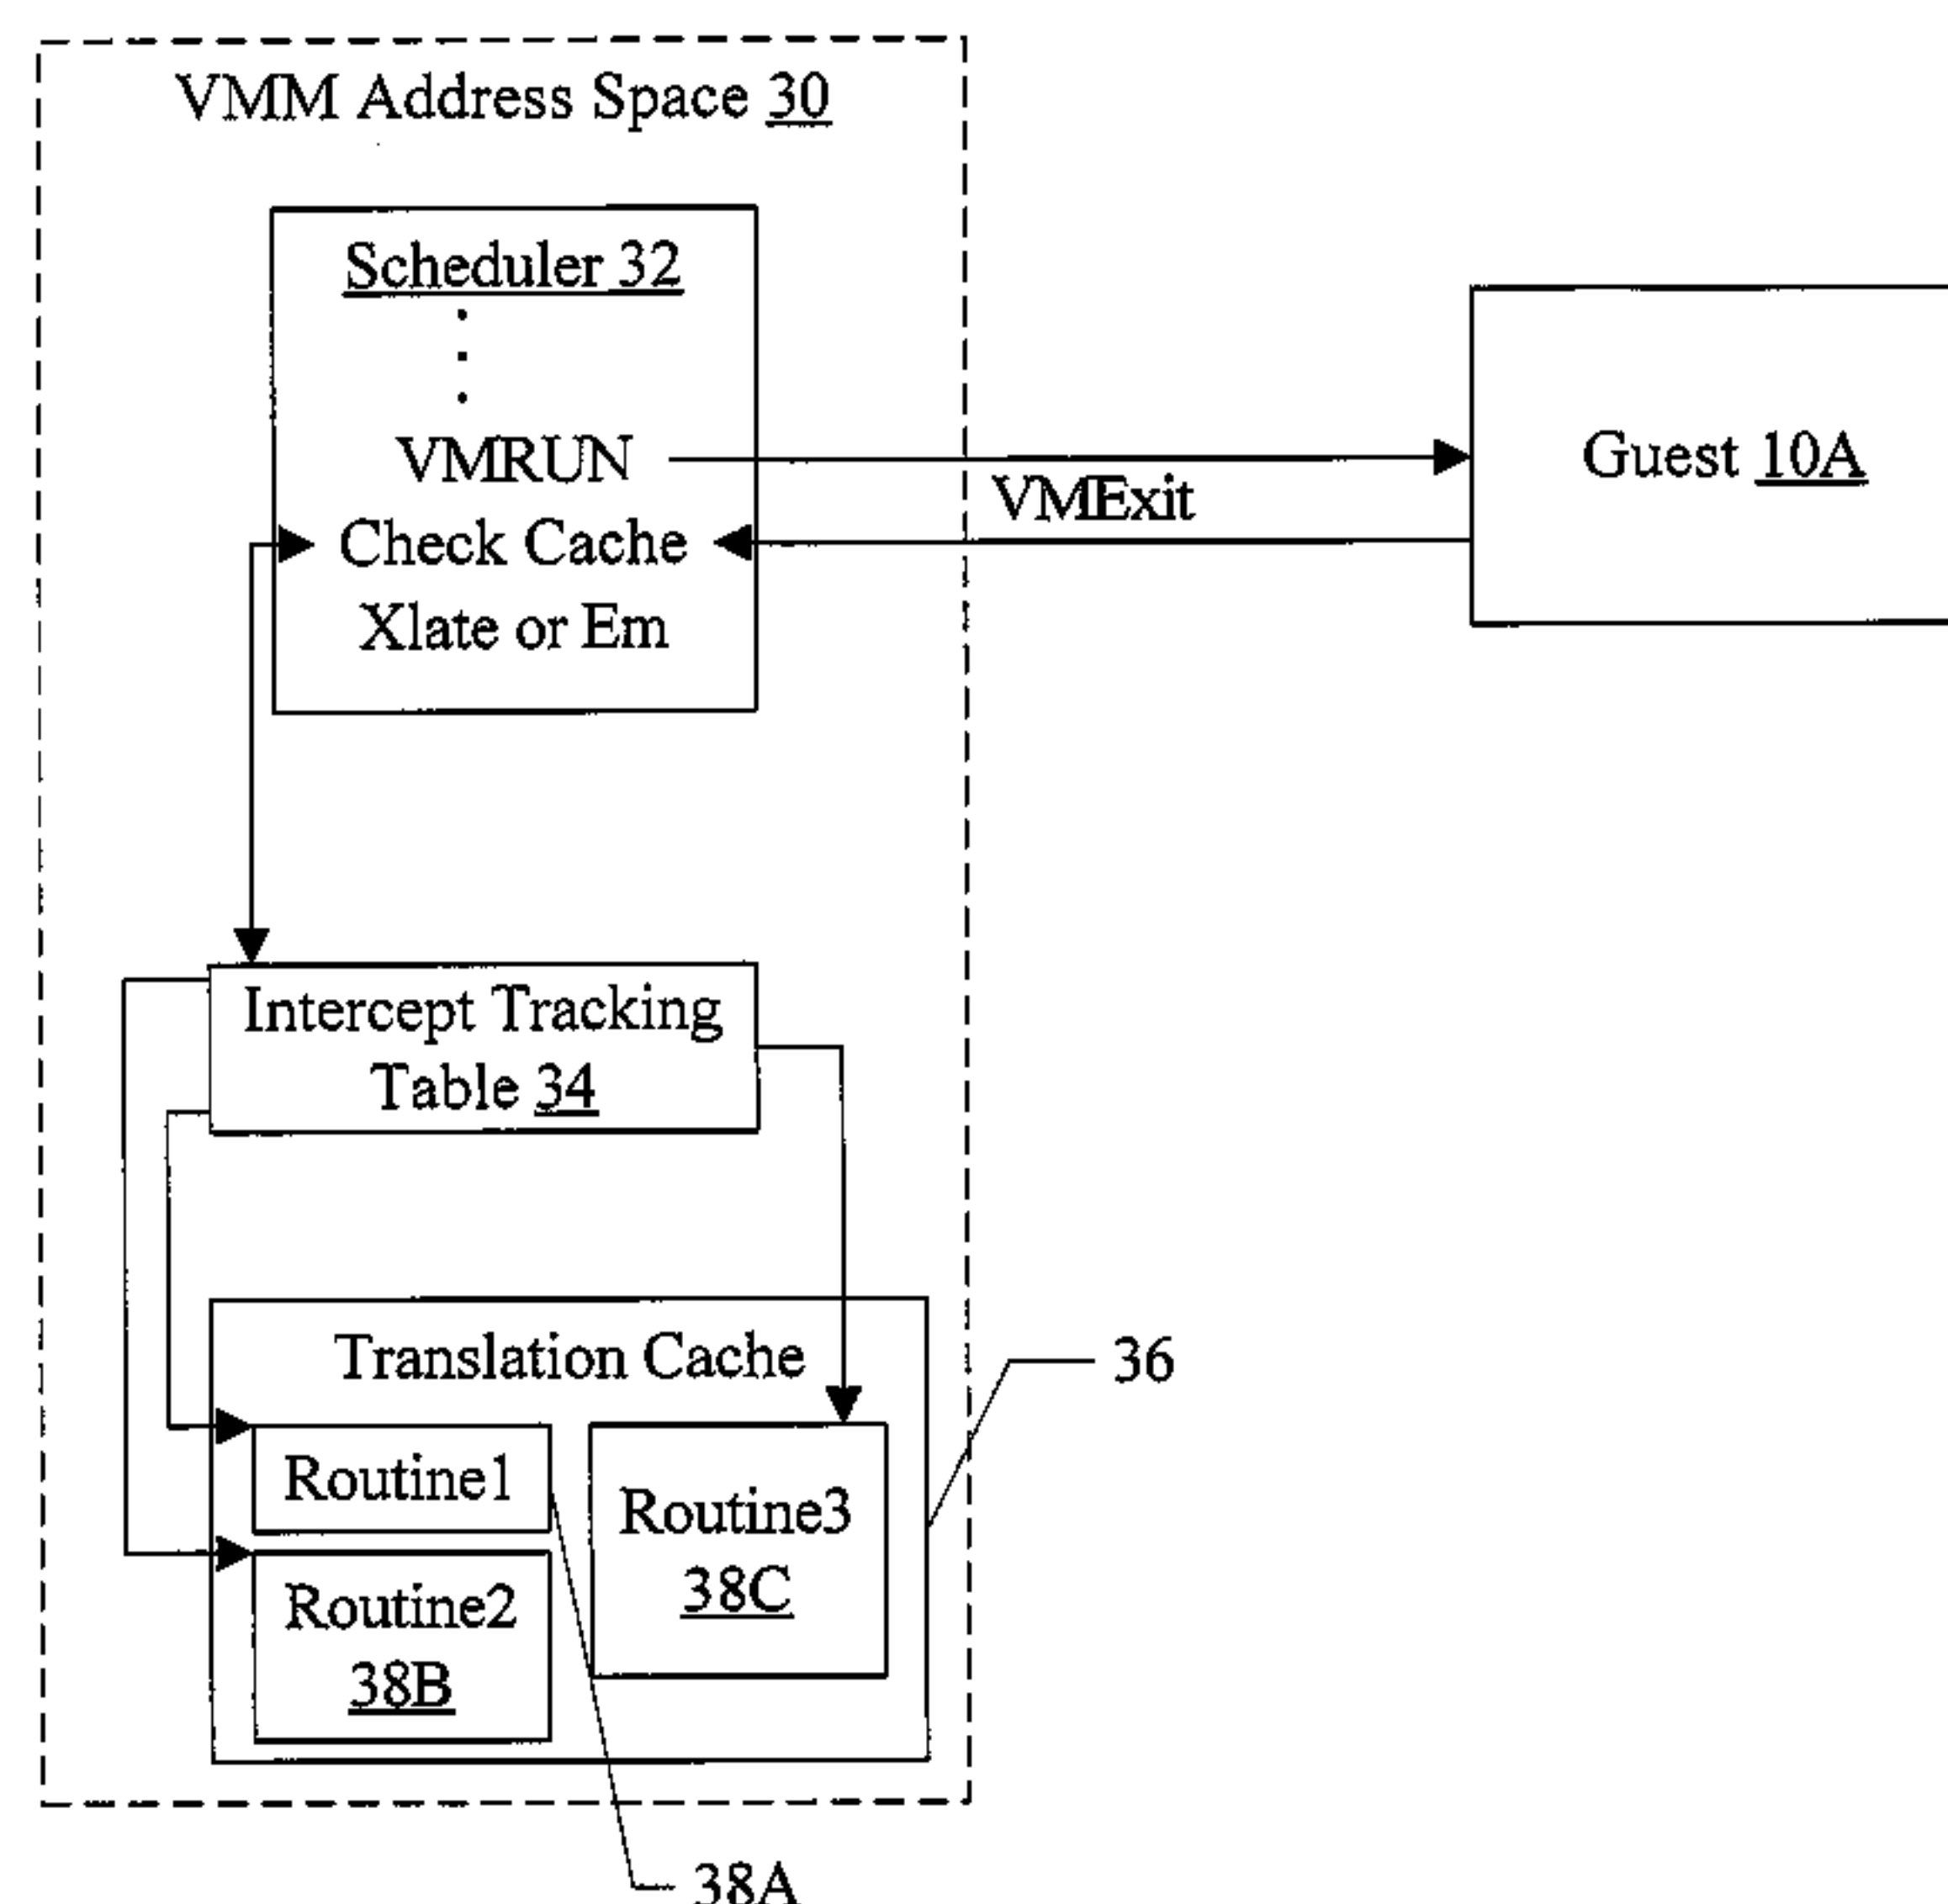 VMM Address Space 30
Scheduler 32
VMRUN
VMExit
Check Cache
Xlate or Em
Guest 10A
Intercept Tracking
Table 34
Translation Cache
36
Routine1
Routine2
38B
Routine3
38C
38A